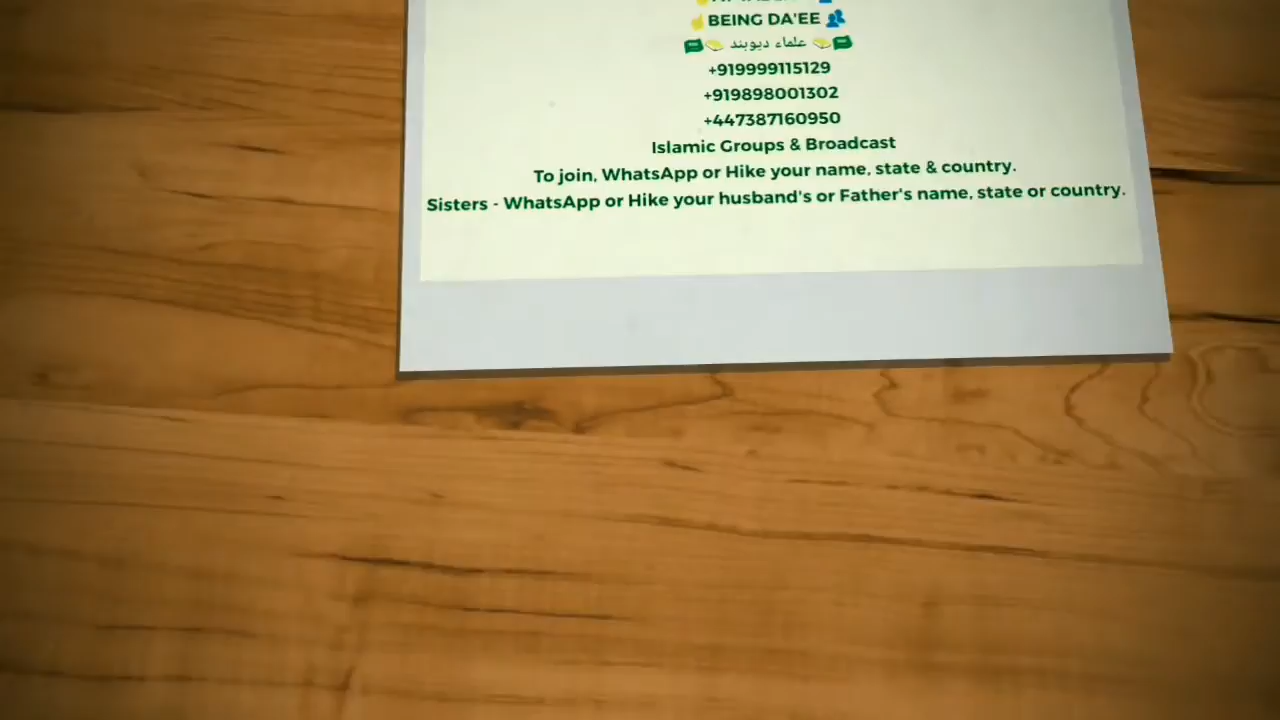 ☝BEING DA'EE 👥
علماء ديوبند
+919999115129
+919898001302
+447387160950
Islamic Groups & Broadcast
To join, WhatsApp or Hike your name, state & country.
Sisters - WhatsApp or Hike your husband's or Father's name, state or country.